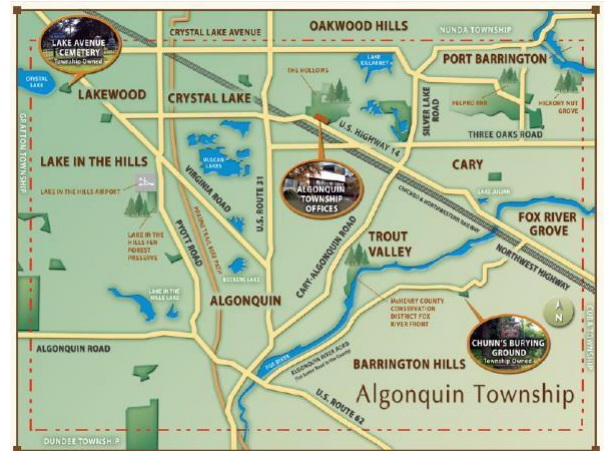 OAKWOOD HILLS
NUNDA TOWNSHIP
CRYSTAL LAKE AVENUE
LAKE AVENUE
CEMETERY
Township Owned
LAKE
KILLARNEY
PORT BARRINGTON
CRYSTAL
LAKE
LAKEWOOD
CRYSTAL LAKE
THE HOLLOWS
HICKORY NUT
GROVE
U.S. HIGHWAY 14
SILVER LAKE
ROAD
THREE OAKS ROAD
GRAFTON TOWNSHIP
LAKE IN THE HILLS
VULCAN
LAKES
U.S. ROUTE 31
CARY
LAKE IN THE HILLS AIRPORT
VIRGINIA ROAD
ALGONQUIN
TOWNSHIP
OFFICES
LAKE JULIAN
CHICAGO & NORTHWESTERN RAILWAY
FOX RIVER
GROVE
PYOTT ROAD
LAKE IN THE
HILLS FEN
FOREST
PRESERVE
CARY-ALGONQUIN ROAD
TROUT
VALLEY
NORTHWEST HIGHWAY
LAKE IN THE
HILLS LAKE
ALGONQUIN
MCHENRY COUNTY
CONSERVATION
DISTRICT FOX
RIVER FRONT
N
CHUNN'S BURYING
GROUND
Township Owned
CUBA TOWNSHIP
ALGONQUIN ROAD
FOX RIVER
ALGONQUIN RIVER ROAD
BARRINGTON HILLS
Algonquin Township
U.S. ROUTE 62
DUNDEE TOWNSHIP